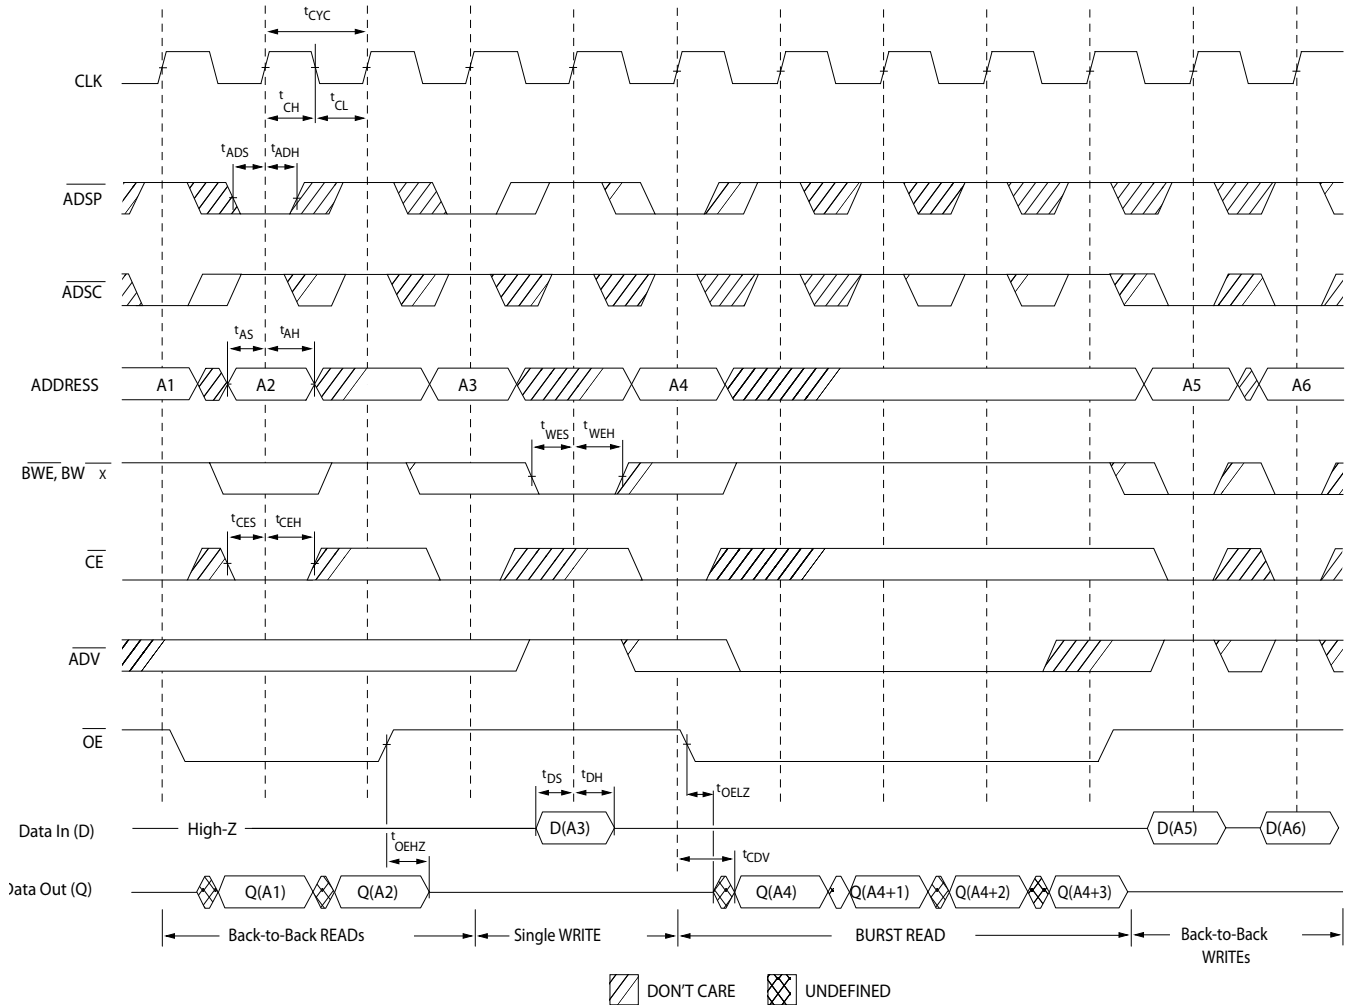 tCYC
CLK
tCH
tCL
tADS
tADH
ADSP
ADSC
tAS
tAH
ADDRESS
A1
A2
A3
A4
A5
A6
tWES
tWEH
BWE, BW x
tCES
tCEH
CE
ADV
OE
tDS
tDH
tOELZ
Data In (D)
High-Z
D(A3)
D(A5)
D(A6)
tOEHZ
tCDV
Data Out (Q)
Q(A1)
Q(A2)
Q(A4)
Q(A4+1)
Q(A4+2)
Q(A4+3)
Back-to-Back READs
Single WRITE
BURST READ
Back-to-Back
WRITEs
DON'T CARE
UNDEFINED